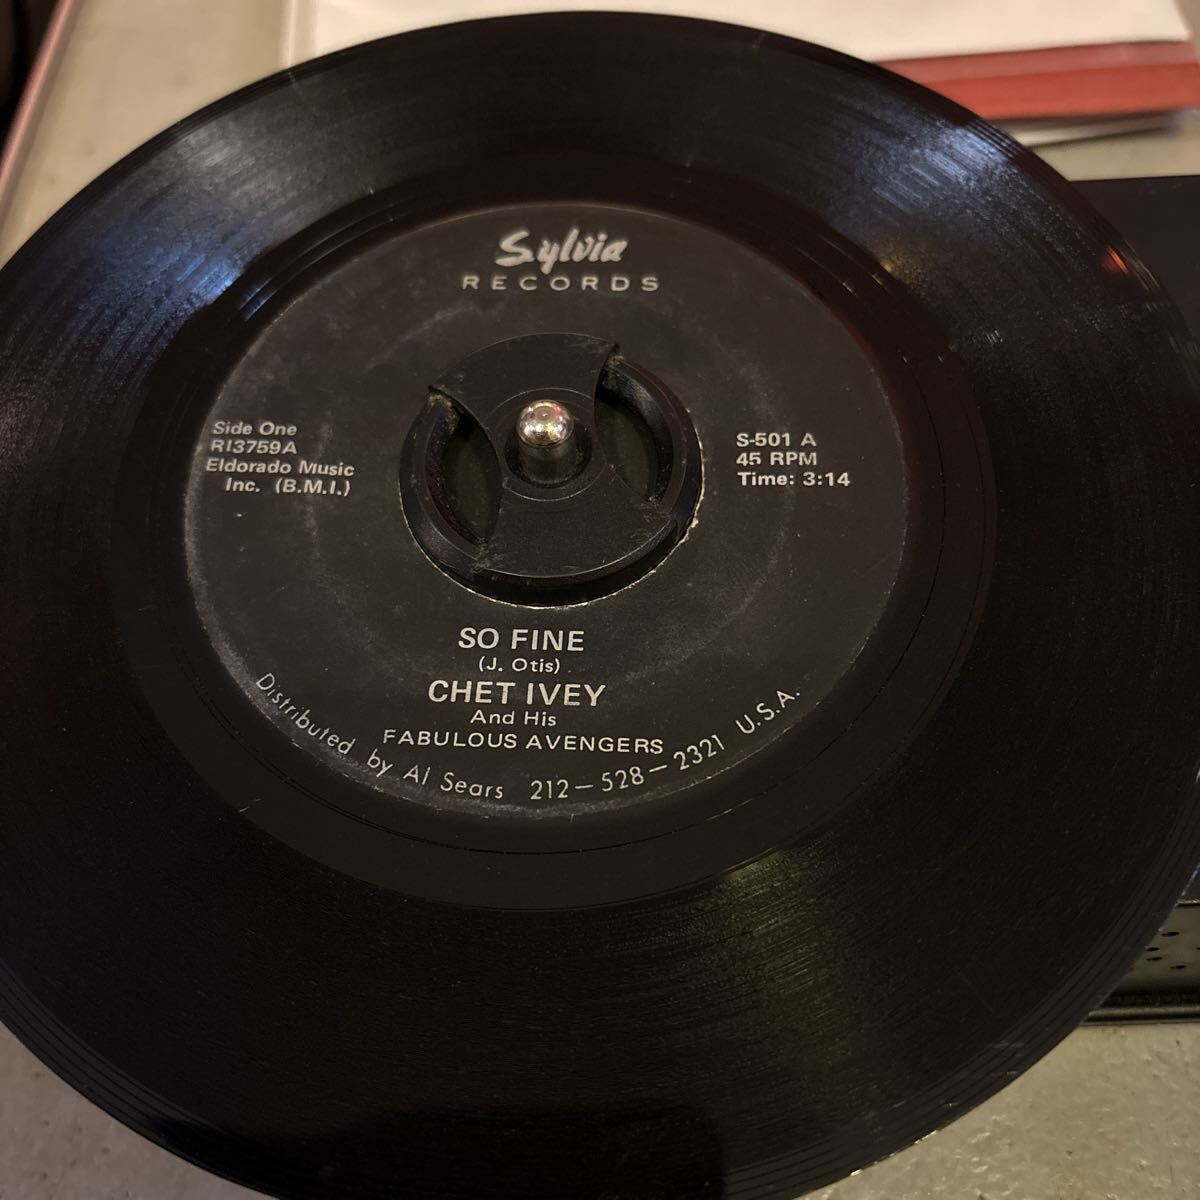 Sylvia
RECORDS
Side One
RI3759A
Eldorado Music
Inc. (B.M.I.)
S-501 A
45 RPM
Time: 3:14
SO FINE
(J. Otis)
CHET IVEY
And His
FABULOUS AVENGERS
Distributed by Al Sears 212-528-2321 U.S.A.